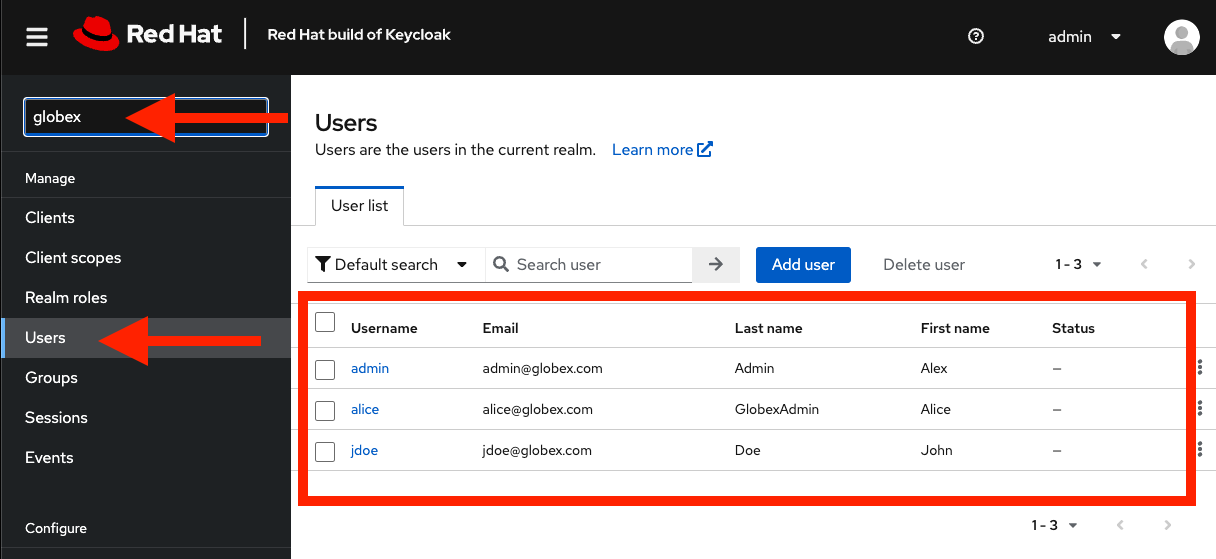 Red Hat Red Hat build of Keycloak admin
globex
Manage
Clients
Client scopes
Realm roles
Users
Groups
Sessions
Events
Configure
Users
Users are the users in the current realm. Learn more
User list
Default search Search user Add user Delete user 1 - 3
Username Email Last name First name Status
admin admin@globex.com Admin Alex –
alice alice@globex.com GlobexAdmin Alice –
jdoe jdoe@globex.com Doe John –
1 - 3